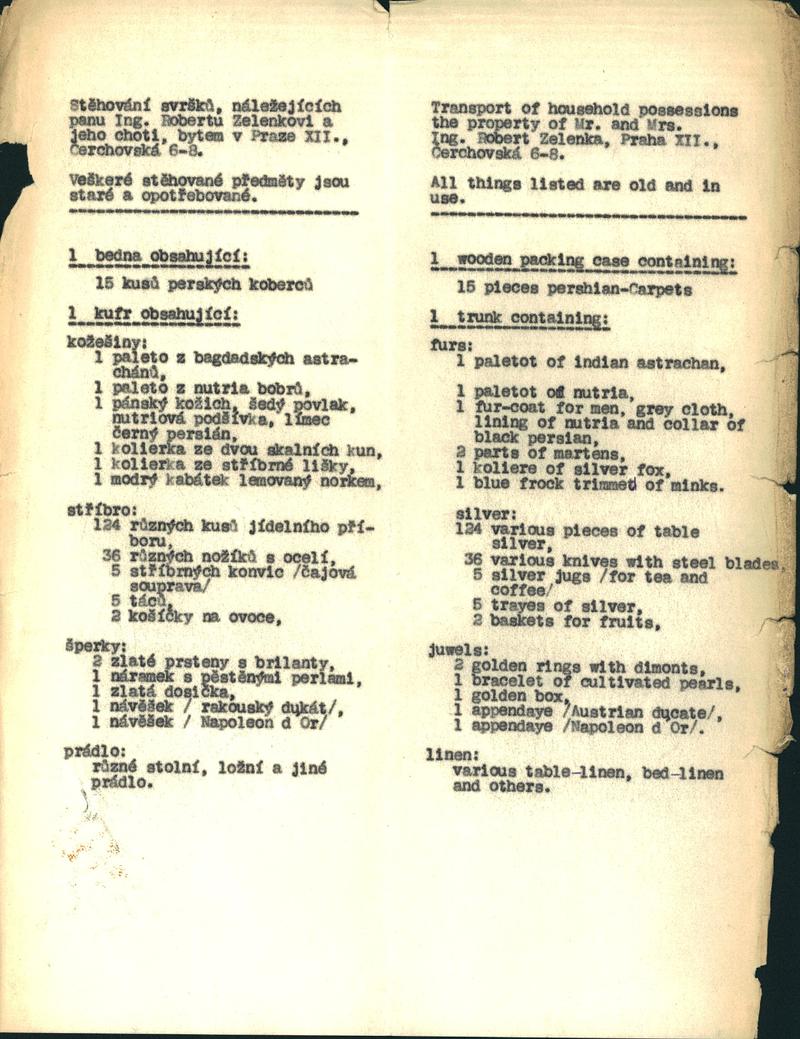 Stěhování svršků, náležejících
panu Ing. Robertu Zelenkovi a
jeho choti, bytem v Praze XII.,
Čerchovská 6-8.
Veškeré stěhované předměty jsou
staré a opotřebované.
1 bedna obsahující:
15 kusů perských koberců
1 kufr obsahující:
kožešiny:
1 paleto z bagdadských astra-
chánů,
1 paleto z nutria bobrů,
1 pánský kožich, šedý povlak,
nutriová podšívka, límec
černý persián,
1 kolierka ze dvou skalních kun,
1 kolierka ze stříbrné lišky,
1 modrý kabátek lemovaný norkem,
stříbro:
124 různých kusů jídelního pří-
boru,
36 různých nožíků s ocelí,
5 stříbrných konvic /čajová
souprava/
5 táců,
2 košíčky na ovoce,
šperky:
2 zlaté prsteny s brilanty,
1 náramek s pěstěnými perlami,
1 zlatá dosička,
1 návěšek / rakouský dukát/,
1 návěšek / Napoleon d Or/
prádlo:
různé stolní, ložní a jiné
prádlo.
Transport of household possessions
the property of Mr. and Mrs.
Ing. Robert Zelenka, Praha XII.,
Čerchovská 6-8.
All things listed are old and in
use.
1 wooden packing case containing:
15 pieces pershian-Carpets
1 trunk containing:
furs:
1 paletot of indian astrachan,
1 paletot of nutria,
1 fur-coat for men, grey cloth,
lining of nutria and collar of
black persian,
2 parts of martens,
1 koliere of silver fox,
1 blue frock trimmed of minks.
silver:
124 various pieces of table
silver,
36 various knives with steel blades,
5 silver jugs /for tea and
coffee/
5 trayes of silver,
2 baskets for fruits,
juwels:
2 golden rings with dimonts,
1 bracelet of cultivated pearls,
1 golden box,
1 appendaye /Austrian ducate/,
1 appendaye /Napoleon d Or/.
linen:
various table-linen, bed-linen
and others.